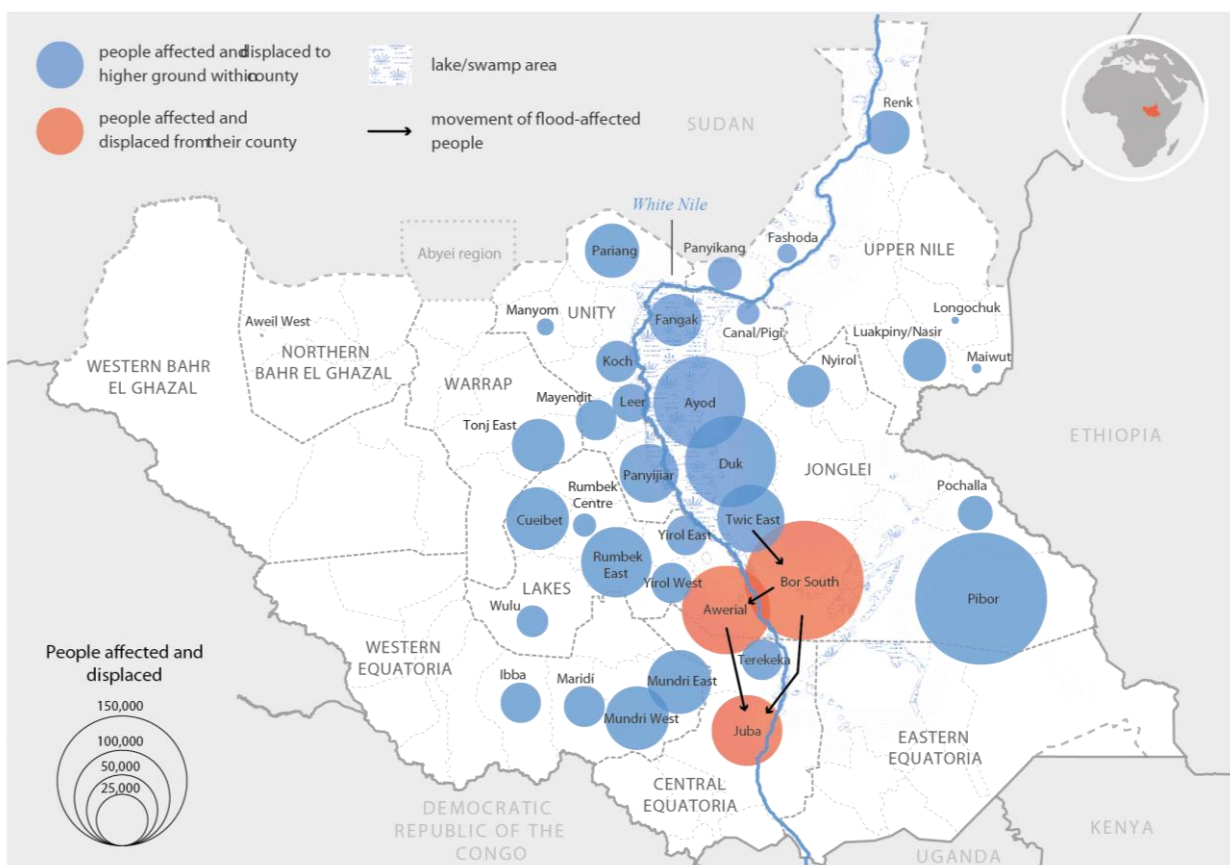 people affected and displaced to
higher ground within county
people affected and
displaced from their county
lake/swamp area
movement of flood-affected
people
SUDAN
Renk
White Nile
Abyei region
Pariang
Panyikang
Fashoda
UPPER NILE
Longochuk
Luakpiny/Nasir
Maiwut
Manyom
UNITY
Fangak
Canal/Pigi
Nyirol
Aweil West
WESTERN BAHR
EL GHAZAL
NORTHERN
BAHR EL GHAZAL
WARRAP
Koch
Mayendit
Leer
Ayod
Tonj East
ETHIOPIA
Panyijiar
Duk
JONGLEI
Pochalla
Rumbek
Centre
Cueibet
Twic East
Yirol East
Rumbek
East
Yirol West
LAKES
Bor South
Awerial
Pibor
Wulu
WESTERN
EQUATORIA
Terekeka
Ibba
Maridi
Mundri East
Mundri West
Juba
EASTERN
EQUATORIA
CENTRAL
EQUATORIA
People affected and
displaced
150,000
100,000
50,000
25,000
DEMOCRATIC
REPUBLIC OF THE
CONGO
KENYA
UGANDA